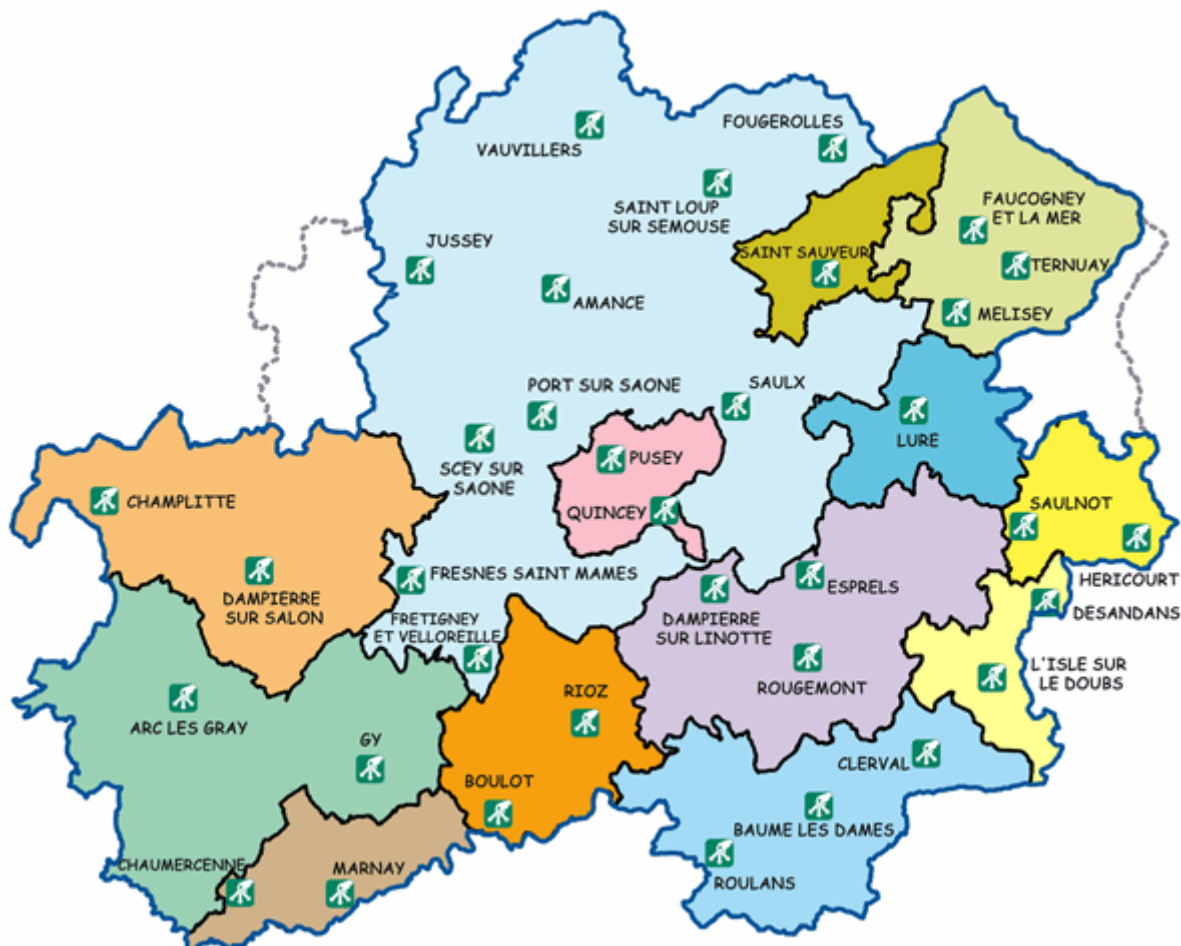 FOUGEROLLES
VAUVILLERS
SAINT LOUP
SUR SEMOUSE
FAUCOGNEY
ET LA MER
JUSSEY
SAINT SAUVEUR
TERNUAY
AMANCE
MELISEY
PORT SUR SAONE
SAULX
LURE
SCEY SUR
SAONE
PUSEY
CHAMPLITTE
SAULNOT
QUINCEY
FRESNES SAINT MAMES
ESPRELS
HERICOURT
DAMPIERRE
SUR SALON
DAMPIERRE
SUR LINOTTE
DESANDANS
FRETIGNEY
ET VELLOREILLE
L'ISLE SUR
LE DOUBS
ROUGEMONT
RIOZ
ARC LES GRAY
GY
CLERVAL
BOULOT
BAUME LES DAMES
CHAUMERCENNE
MARNAY
ROULANS